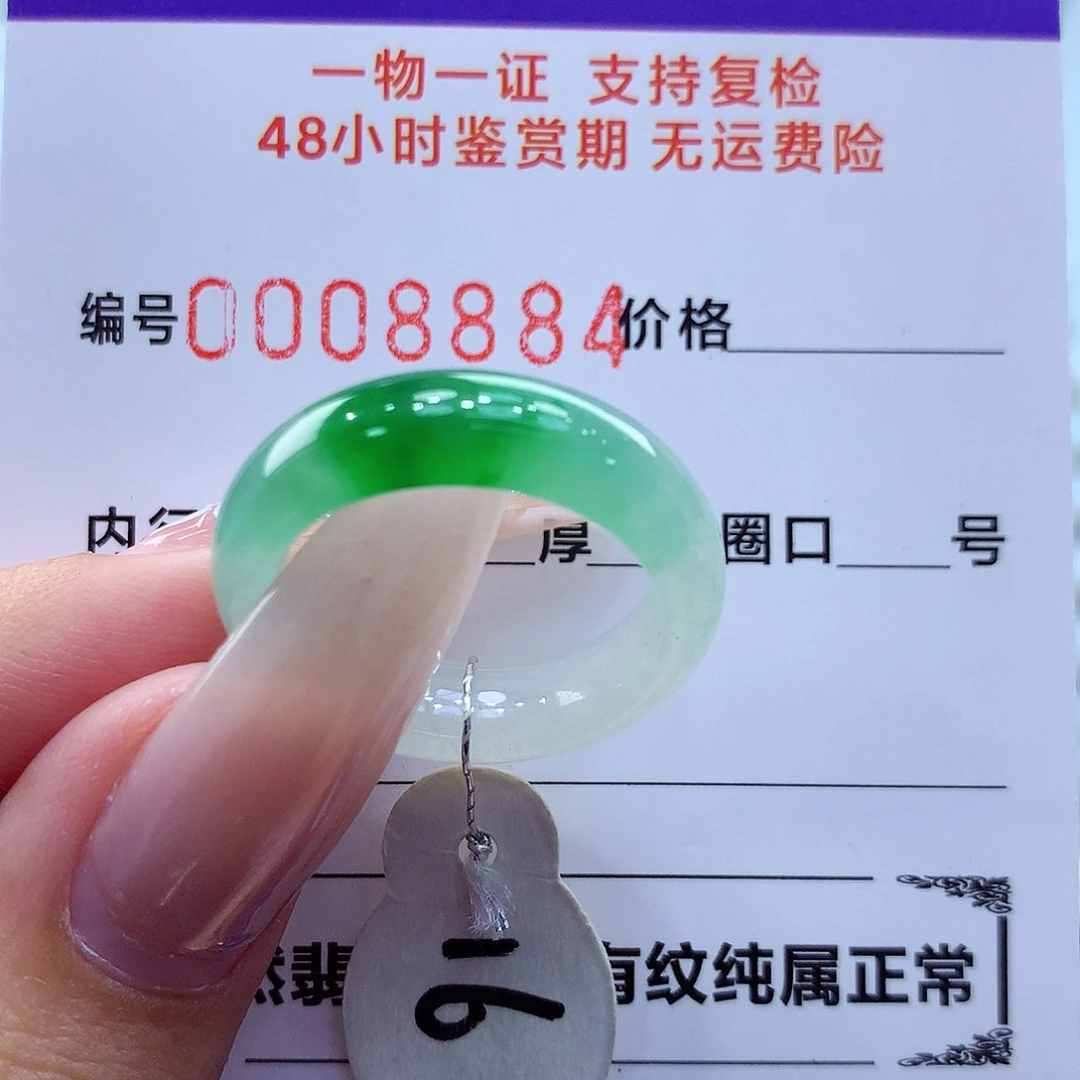 一物一证 支持复检
48小时鉴赏期 无运费险
编号0008884价格
内 厚 圈口 号
翡 有纹纯属正常
16